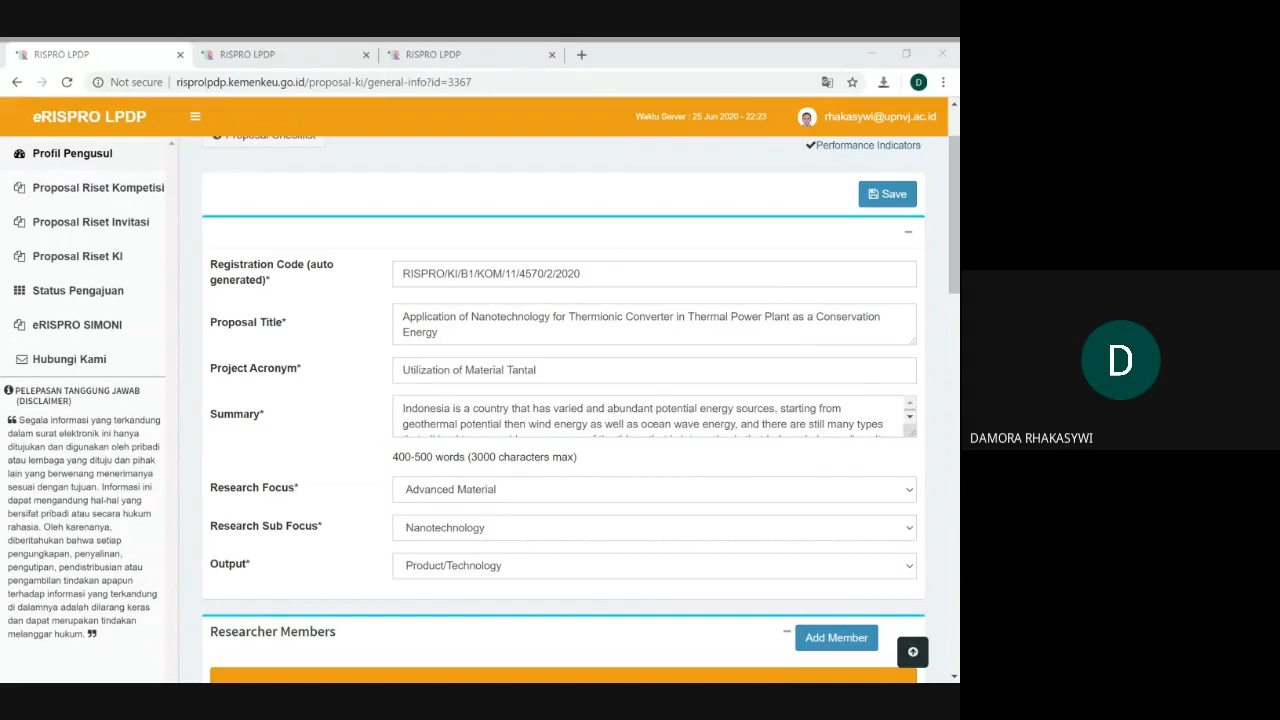 RISPRO LPDP
RISPRO LPDP
RISPRO LPDP
Not secure | risprolpdp.kemenkeu.go.id/proposal-ki/general-info?id=3367
D
eRISPRO LPDP
Waktu Server : 25 Jun 2020 - 22:23
rhakasywi@upnvj.ac.id
Profil Pengusul
Proposal Riset Kompetisi
Proposal Riset Invitasi
Proposal Riset KI
Status Pengajuan
eRISPRO SIMONI
Hubungi Kami
PELEPASAN TANGGUNG JAWAB
(DISCLAIMER)
Segala informasi yang terkandung
dalam surat elektronik ini hanya
ditujukan dan digunakan oleh pribadi
atau lembaga yang dituju dan pihak
lain yang berwenang menerimanya
sesuai dengan tujuan. Informasi ini
dapat mengandung hal-hal yang
bersifat pribadi atau secara hukum
rahasia. Oleh karenanya,
diberitahukan bahwa setiap
pengungkapan, penyalinan,
pengutipan, pendistribusian atau
pengambilan tindakan apapun
terhadap informasi yang terkandung
di dalamnya adalah dilarang keras
dan dapat merupakan tindakan
melanggar hukum.
Proposal Checklist
Performance Indicators
Save
Registration Code (auto
generated)*
RISPRO/KI/B1/KOM/11/4570/2/2020
Proposal Title*
Application of Nanotechnology for Thermionic Converter in Thermal Power Plant as a Conservation
Energy
Project Acronym*
Utilization of Material Tantal
Summary*
Indonesia is a country that has varied and abundant potential energy sources, starting from
geothermal potential then wind energy as well as ocean wave energy, and there are still many types
400-500 words (3000 characters max)
Research Focus*
Advanced Material
Research Sub Focus*
Nanotechnology
Output*
Product/Technology
Researcher Members
Add Member
D
DAMORA RHAKASYWI